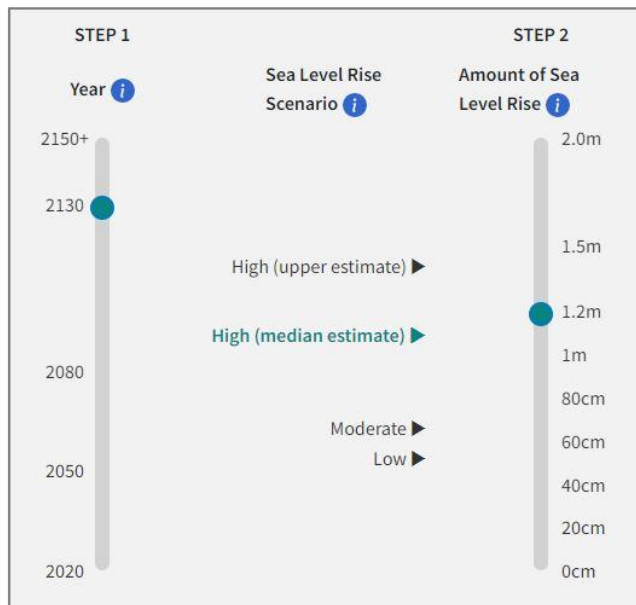 STEP 1
Year i
2150+
2130
2080
2050
2020
Sea Level Rise
Scenario i
High (upper estimate) ▶
High (median estimate) ▶
Moderate ▶
Low ▶
STEP 2
Amount of Sea
Level Rise i
2.0m
1.5m
1.2m
1m
80cm
60cm
40cm
20cm
0cm